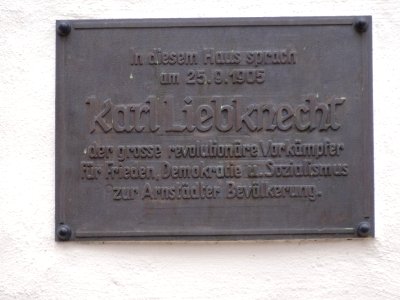 In diesem Haus sprach
am 25.9.1905
Karl Liebknecht
der grosse revolutionäre Vorkämpfer
für Frieden, Demokratie u. Sozialismus
zur Arnstädter Bevölkerung.